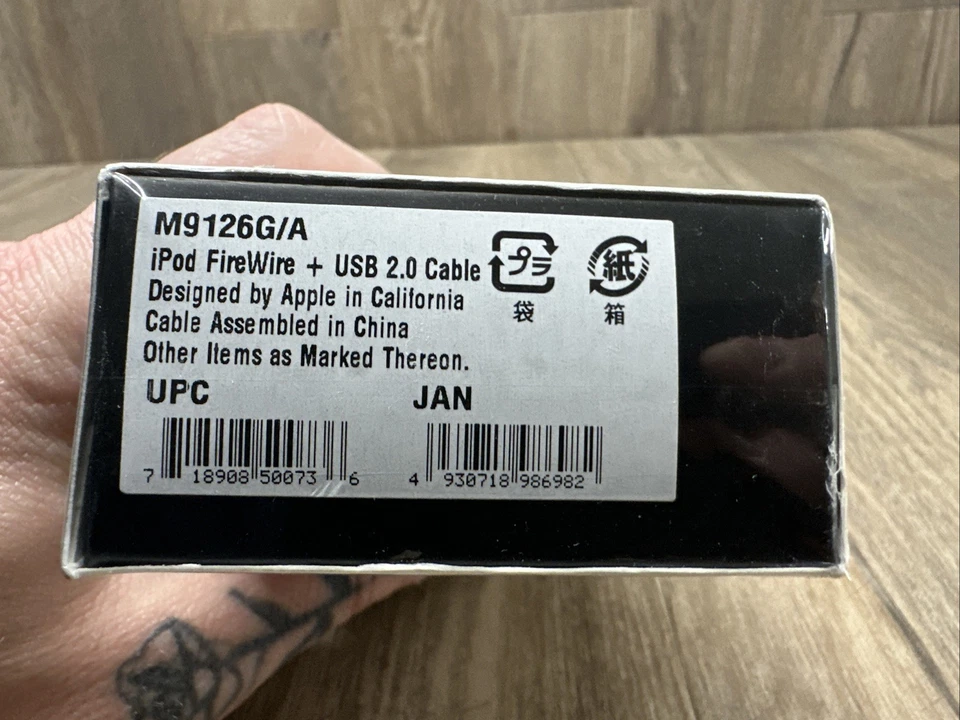 M9126G/A
iPod FireWire + USB 2.0 Cable
Designed by Apple in California
Cable Assembled in China
Other Items as Marked Thereon.
プラ
袋
紙
箱
UPC
7 18908 50073 6
JAN
4 930718 986982